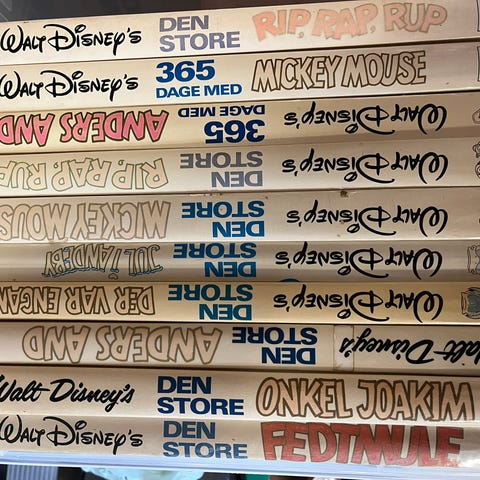 WALT DISNEY'S DEN STORE RIP, RAP, RUP
WALT DISNEY'S 365 DAGE MED MICKEY MOUSE
WALT DISNEY'S 365 DAGE MED ANDERS AND
WALT DISNEY'S DEN STORE RIP, RAP, RUP
WALT DISNEY'S DEN STORE MICKEY MOUS
WALT DISNEY'S DEN STORE JUL I ANDEBY
WALT DISNEY'S DEN STORE DER VAR ENGAN
Walt Disney's DEN STORE ANDERS AND
Walt Disney's DEN STORE ONKEL JOAKIM
WALT DISNEY'S DEN STORE FEDTMULE